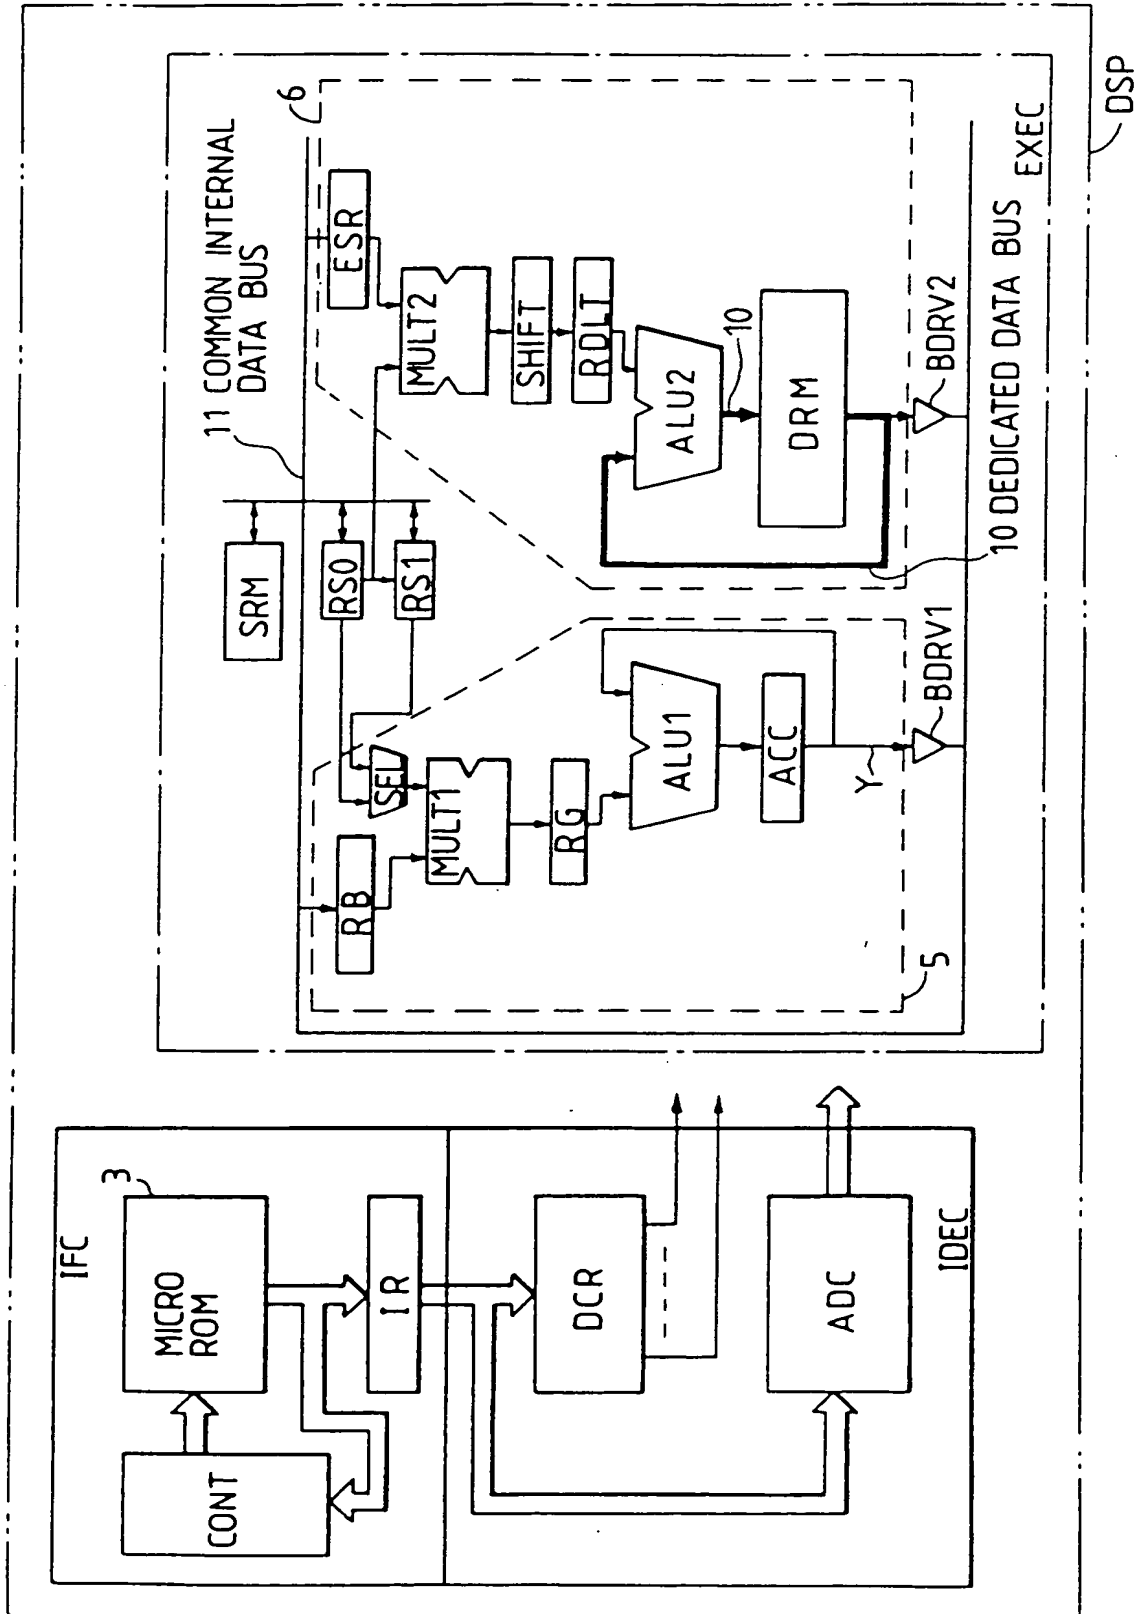 IFC
3
MICRO
ROM
CONT
IR
DCR
ADC
IDEC
11 COMMON INTERNAL
DATA BUS
SRM
RS0
RS1
6
ESR
MULT2
SHIFT
RDLT
ALU2
10
DRM
BDRV2
10 DEDICATED DATA BUS
RB
SEL
MULT1
RG
ALU1
ACC
Y
BDRV1
5
EXEC
DSP